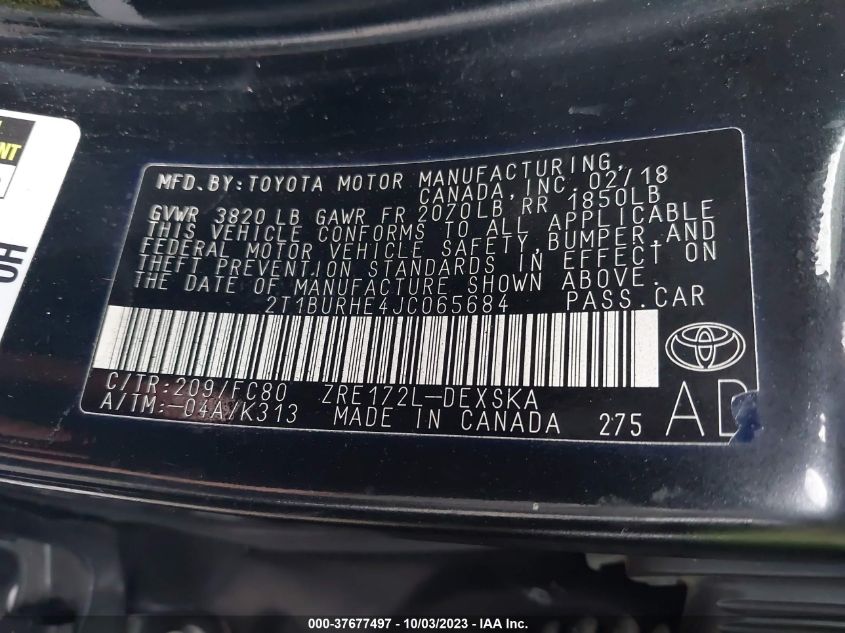 MFD. BY: TOYOTA MOTOR MANUFACTURING,
CANADA, INC. 02/18
GVWR 3820 LB GAWR FR 2070LB RR 1850LB
THIS VEHICLE CONFORMS TO ALL APPLICABLE
FEDERAL MOTOR VEHICLE SAFETY, BUMPER, AND
THEFT PREVENTION STANDARDS IN EFFECT ON
THE DATE OF MANUFACTURE SHOWN ABOVE.
2T1BURHE4JC065684 PASS.CAR
C/TR:209/FC80 ZRE172L-DEXSKA
A/TM:-04A/K313 MADE IN CANADA 275
AD
000-37677497 - 10/03/2023 - IAA Inc.